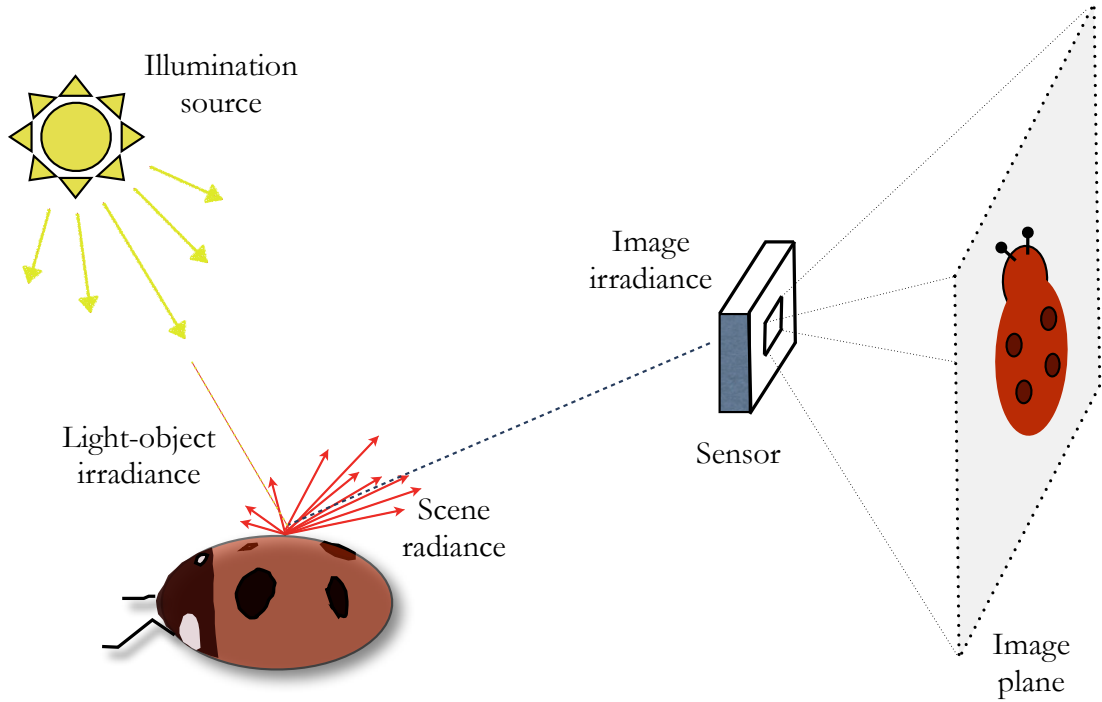 Illumination
source
Image
irradiance
Light-object
irradiance
Sensor
Scene
radiance
Image
plane